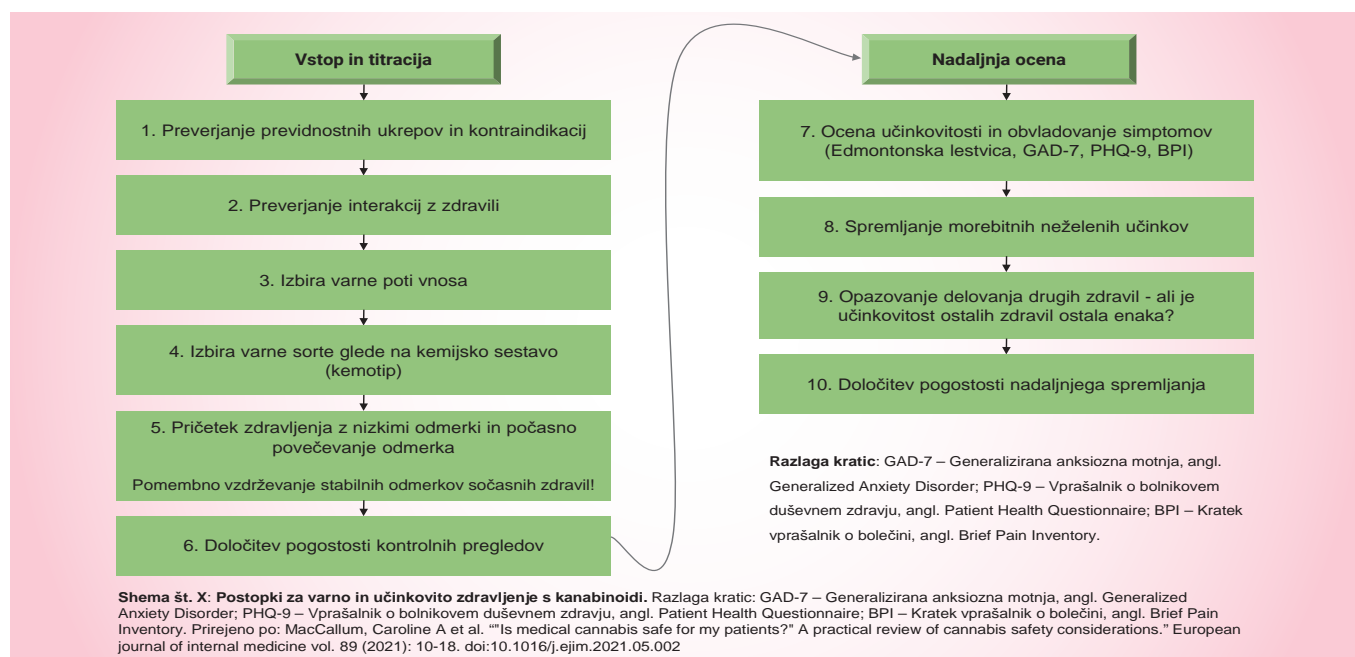 Vstop in titracija
1. Preverjanje previdnostnih ukrepov in kontraindikacij
2. Preverjanje interakcij z zdravili
3. Izbira varne poti vnosa
4. Izbira varne sorte glede na kemijsko sestavo
(kemotip)
5. Pričetek zdravljenja z nizkimi odmerki in počasno
povečevanje odmerka
Pomembno vzdrževanje stabilnih odmerkov sočasnih zdravil!
6. Določitev pogostosti kontrolnih pregledov
Nadaljnja ocena
7. Ocena učinkovitosti in obvladovanje simptomov
(Edmontonska lestvica, GAD-7, PHQ-9, BPI)
8. Spremljanje morebitnih neželenih učinkov
9. Opazovanje delovanja drugih zdravil - ali je
učinkovitost ostalih zdravil ostala enaka?
10. Določitev pogostosti nadaljnjega spremljanja
Razlaga kratic: GAD-7 – Generalizirana anksiozna motnja, angl.
Generalized Anxiety Disorder; PHQ-9 – Vprašalnik o bolnikovem
duševnem zdravju, angl. Patient Health Questionnaire; BPI – Kratek
vprašalnik o bolečini, angl. Brief Pain Inventory.
Shema št. X: Postopki za varno in učinkovito zdravljenje s kanabinoidi. Razlaga kratic: GAD-7 – Generalizirana anksiozna motnja, angl. Generalized
Anxiety Disorder; PHQ-9 – Vprašalnik o bolnikovem duševnem zdravju, angl. Patient Health Questionnaire; BPI – Kratek vprašalnik o bolečini, angl. Brief Pain
Inventory. Prirejeno po: MacCallum, Caroline A et al. “"Is medical cannabis safe for my patients?" A practical review of cannabis safety considerations.” European
journal of internal medicine vol. 89 (2021): 10-18. doi:10.1016/j.ejim.2021.05.002